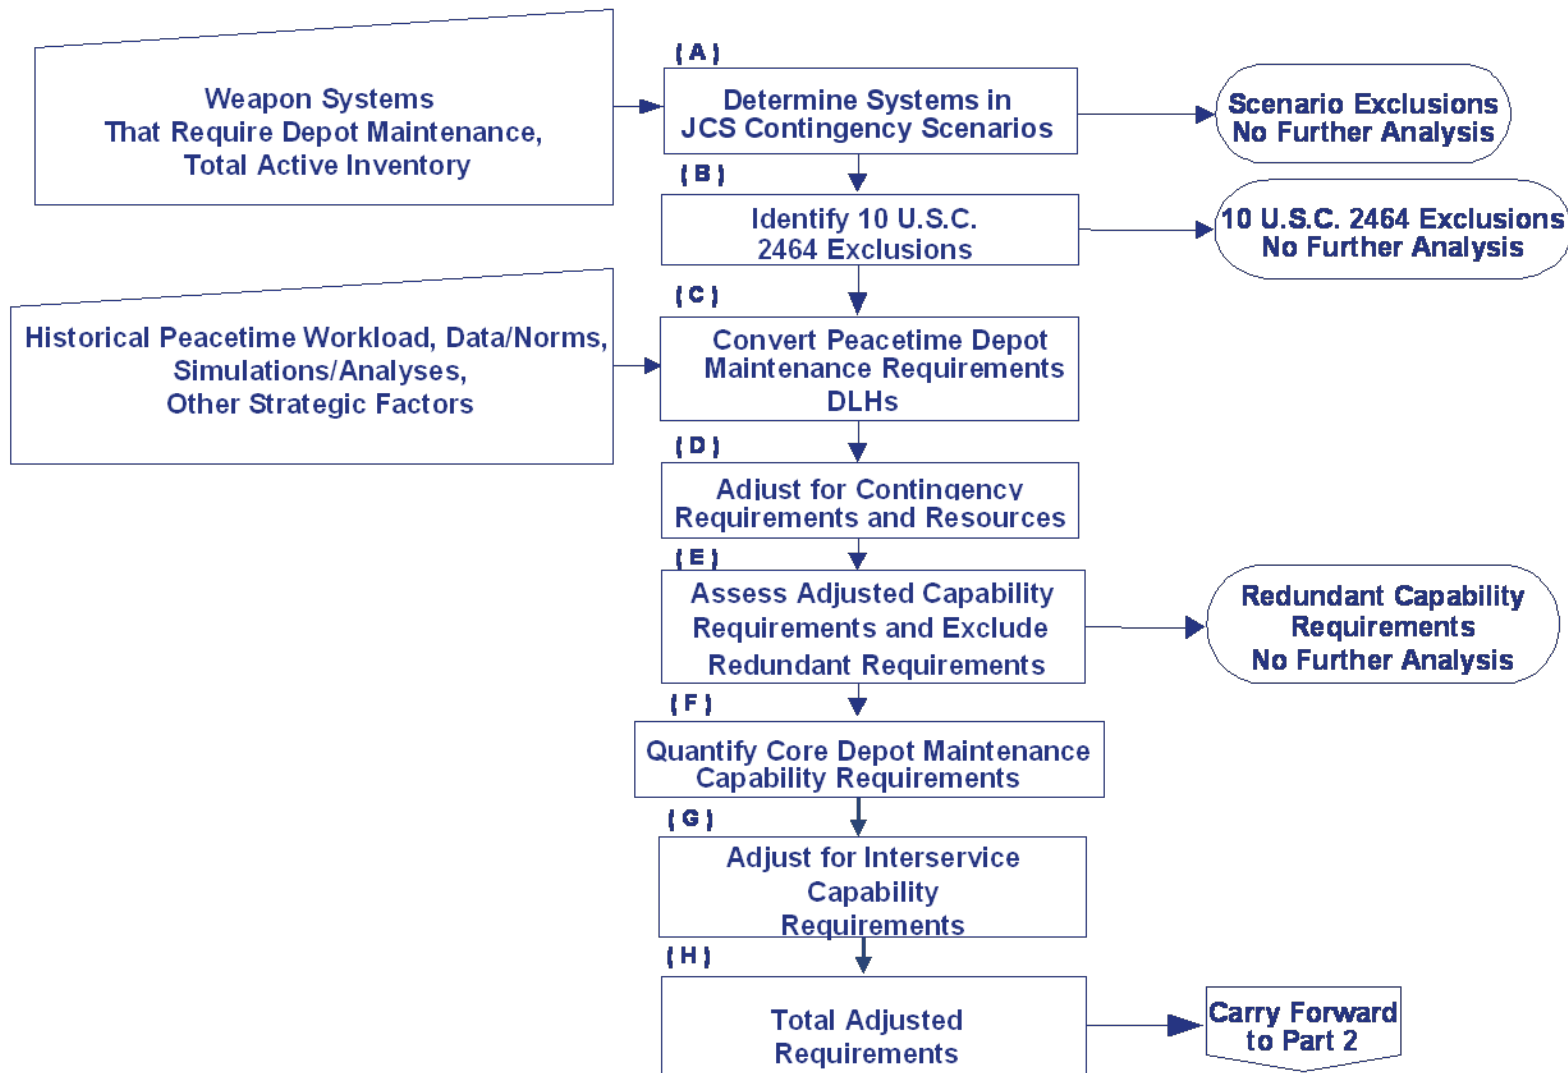 Weapon Systems
That Require Depot Maintenance,
Total Active Inventory
( A )
Determine Systems in
JCS Contingency Scenarios
Scenario Exclusions
No Further Analysis
( B )
Identify 10 U.S.C.
2464 Exclusions
10 U.S.C. 2464 Exclusions
No Further Analysis
Historical Peacetime Workload, Data/Norms,
Simulations/Analyses,
Other Strategic Factors
( C )
Convert Peacetime Depot
Maintenance Requirements
DLHs
( D )
Adjust for Contingency
Requirements and Resources
( E )
Assess Adjusted Capability
Requirements and Exclude
Redundant Requirements
Redundant Capability
Requirements
No Further Analysis
( F )
Quantify Core Depot Maintenance
Capability Requirements
( G )
Adjust for Interservice
Capability
Requirements
( H )
Total Adjusted
Requirements
Carry Forward
to Part 2